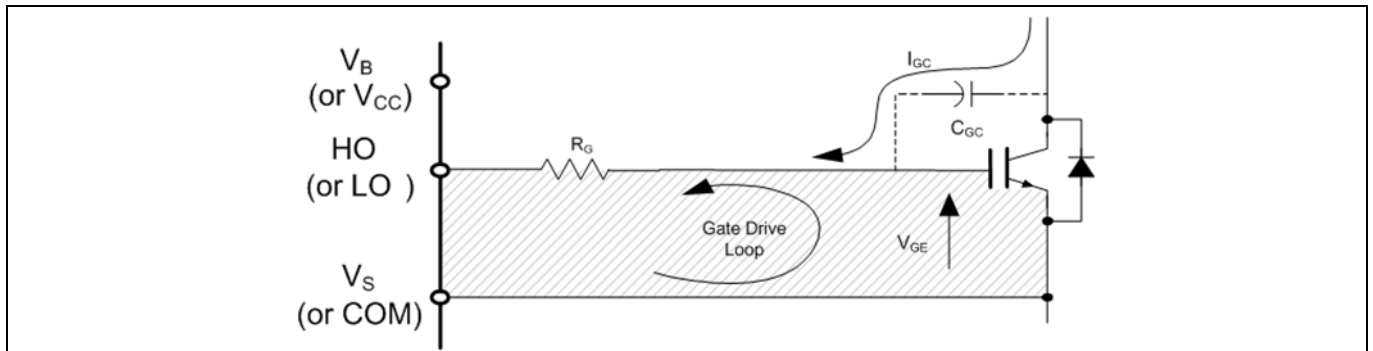 V_B
(or V_CC)
HO
(or LO )
V_S
(or COM)
R_G
I_GC
C_GC
Gate Drive
Loop
V_GE